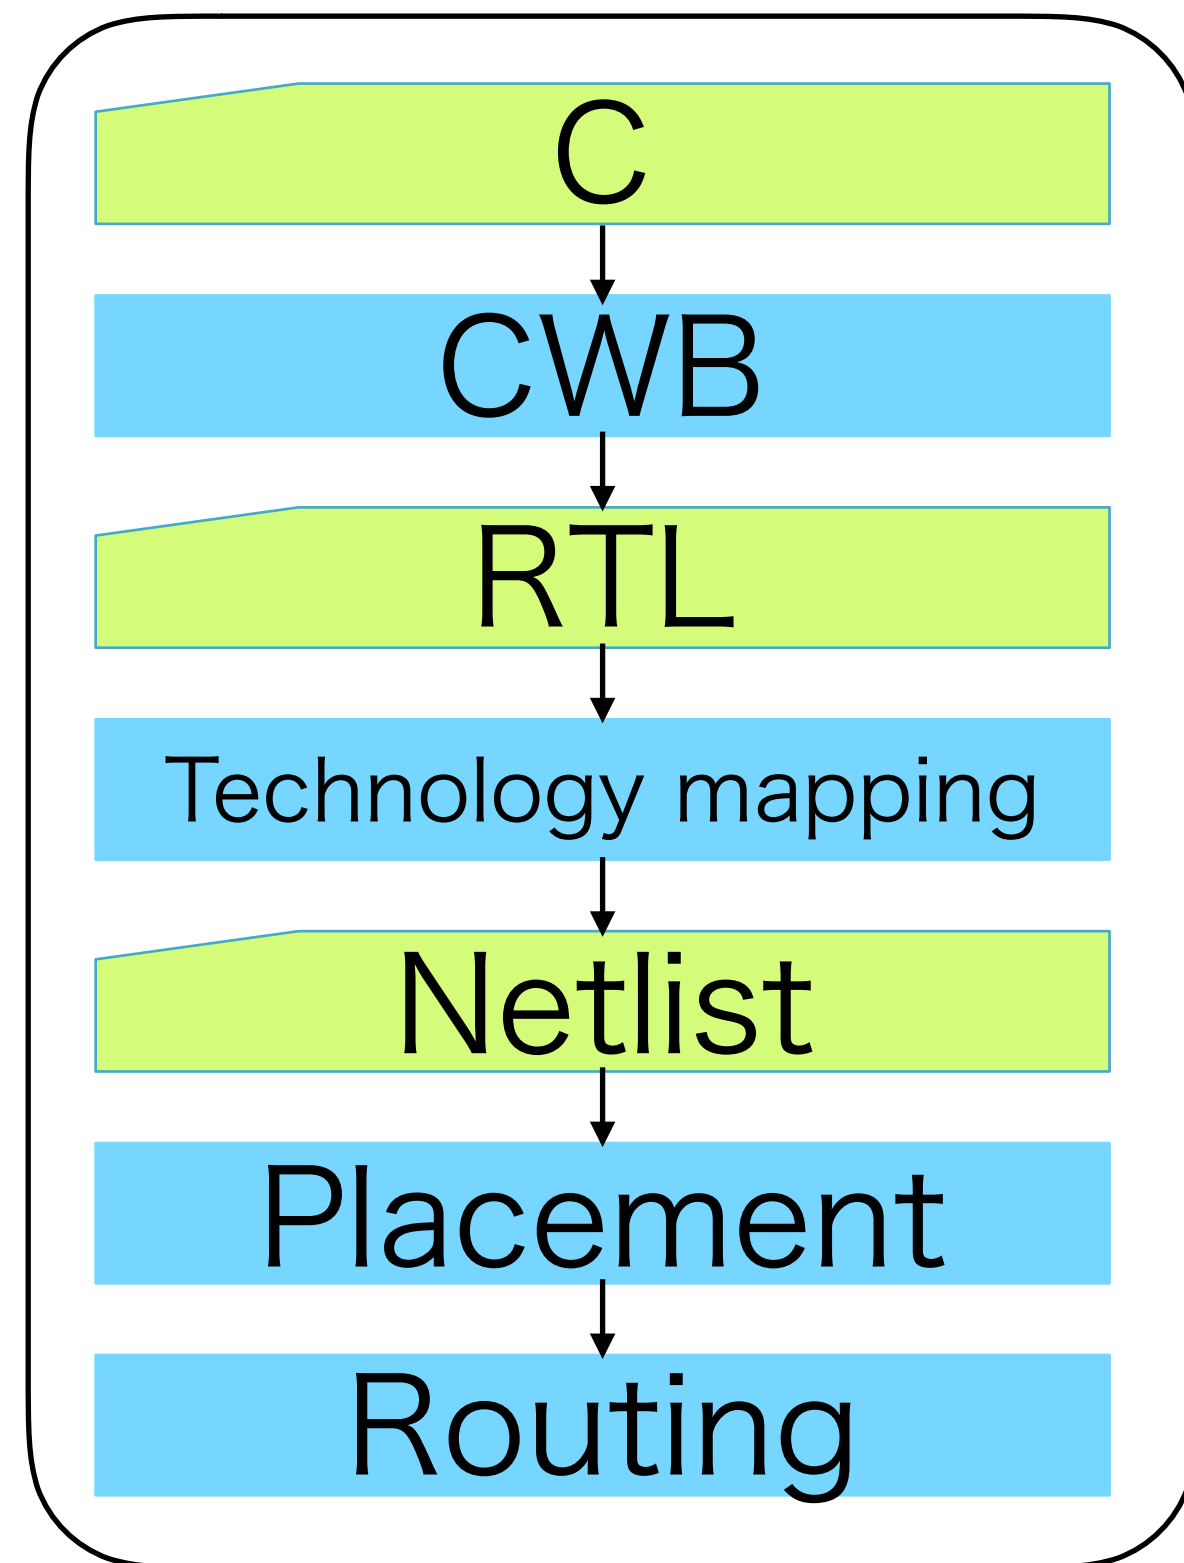 C
CWB
RTL
Technology mapping
Netlist
Placement
Routing